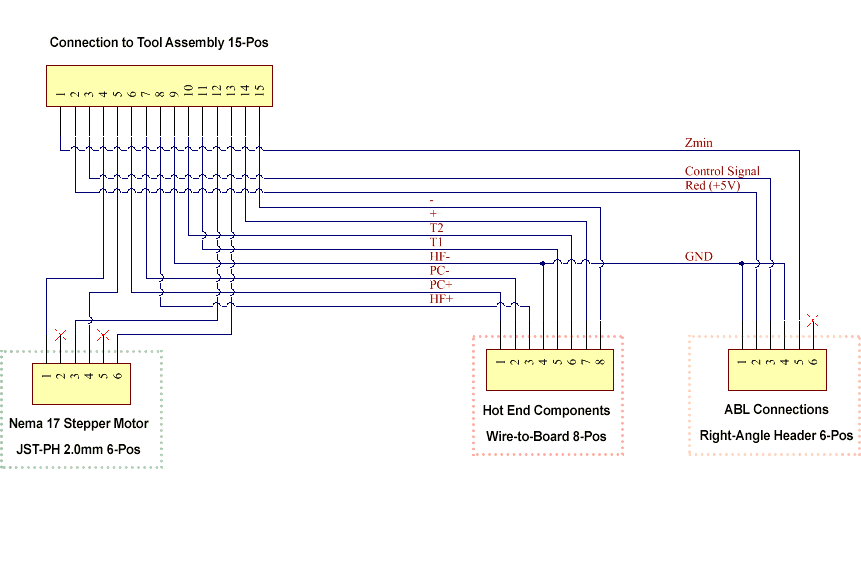 Connection to Tool Assembly 15-Pos
1 2 3 4 5 6 7 8 9 10 11 12 13 14 15
Zmin
Control Signal
Red (+5V)
-
+
T2
T1
HF-
GND
PC-
PC+
HF+
1 2 3 4 5 6
1 2 3 4 5 6 7 8
1 2 3 4 5 6
Nema 17 Stepper Motor
JST-PH 2.0mm 6-Pos
Hot End Components
Wire-to-Board 8-Pos
ABL Connections
Right-Angle Header 6-Pos